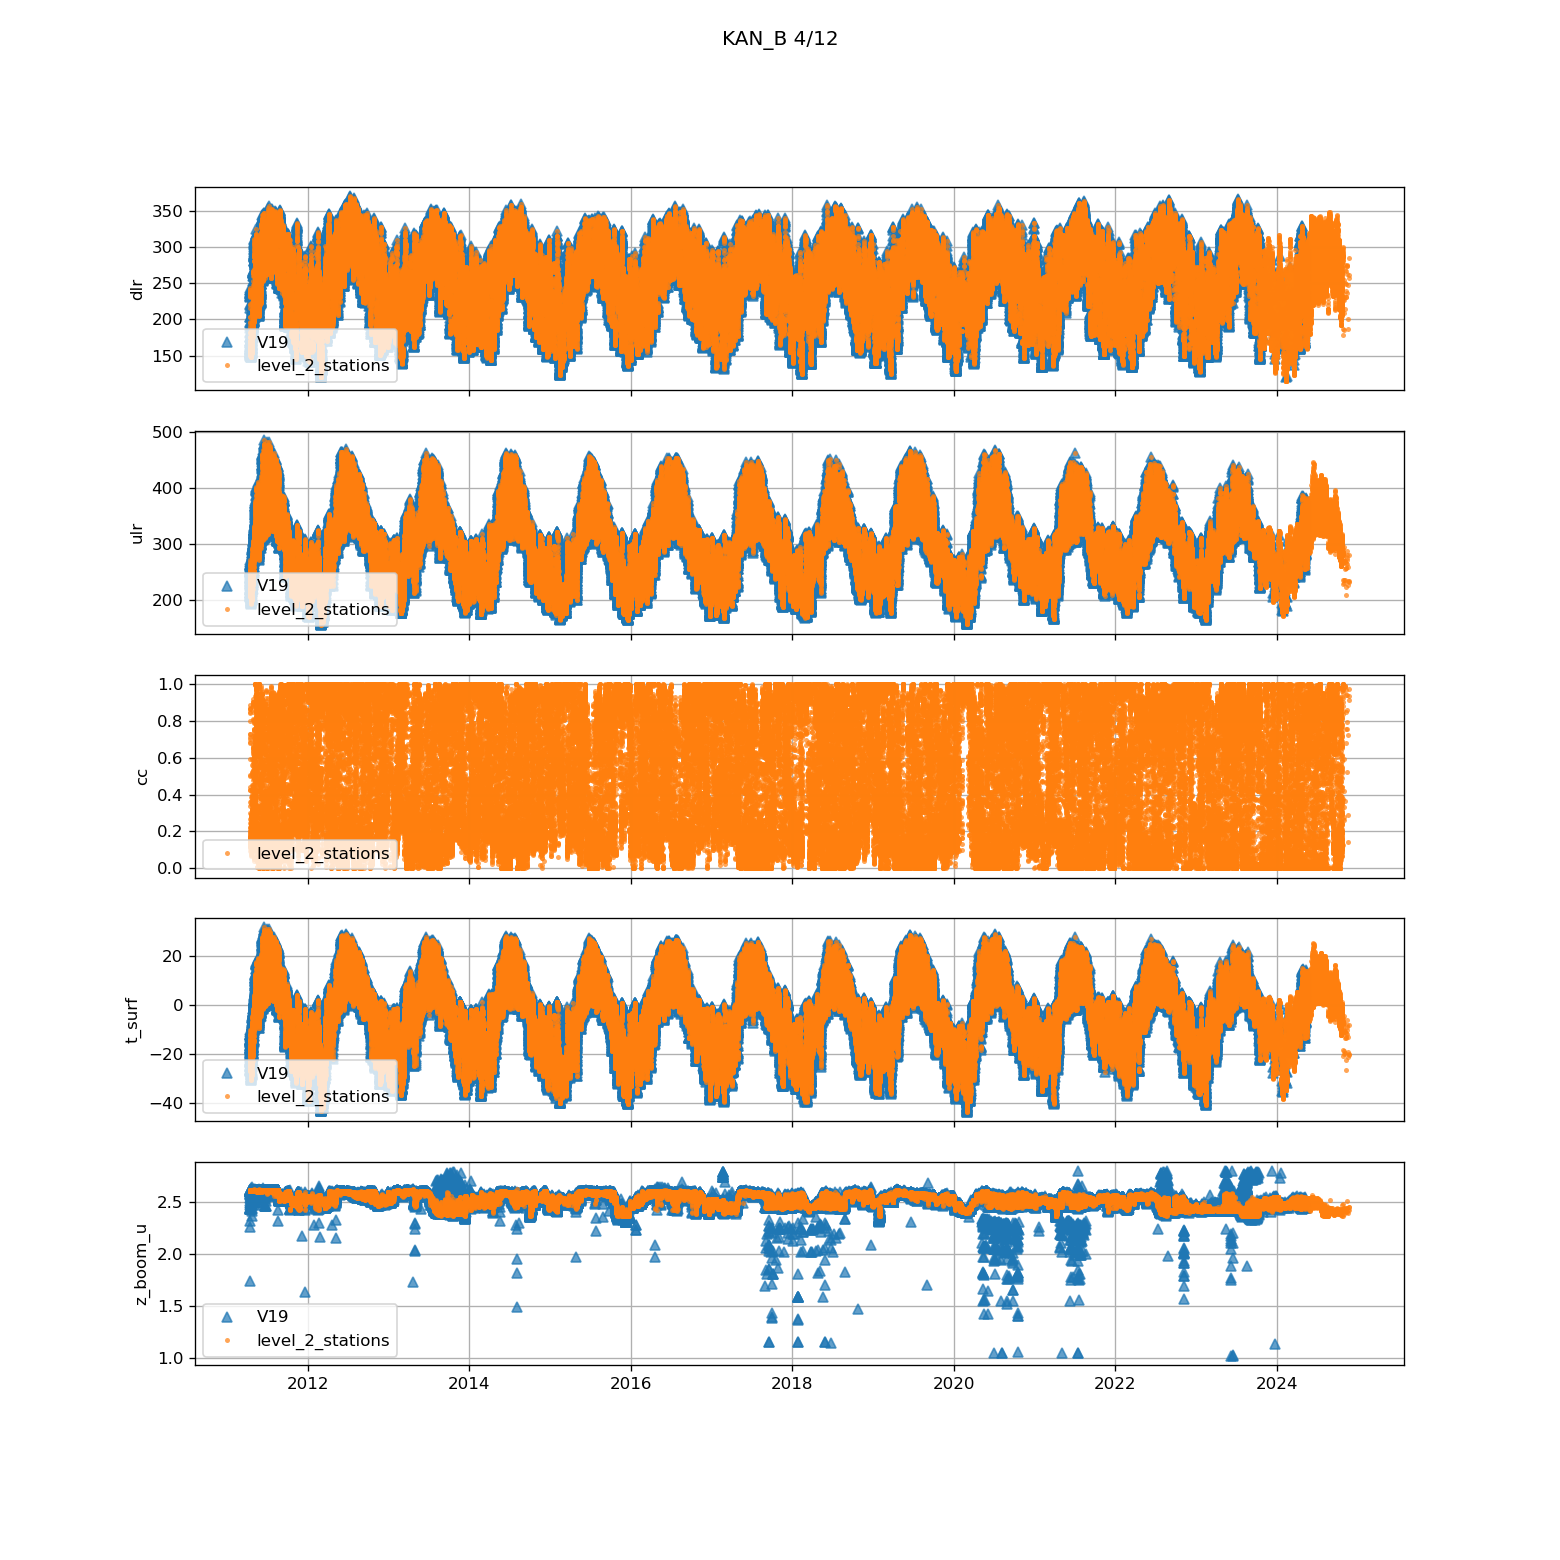 KAN_B 4/12
350
300
250
200
150
dlr
V19
level_2_stations
500
400
300
200
ulr
V19
level_2_stations
1.0
0.8
0.6
0.4
0.2
0.0
cc
level_2_stations
20
0
−20
−40
t_surf
V19
level_2_stations
2.5
2.0
1.5
1.0
z_boom_u
V19
level_2_stations
2012 2014 2016 2018 2020 2022 2024